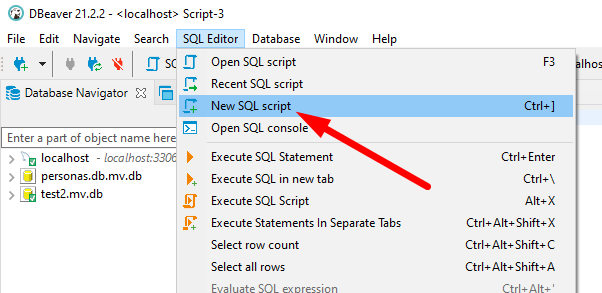 DBeaver 21.2.2 - <localhost> Script-3
File Edit Navigate Search SQL Editor Database Window Help
SQ
Open SQL script F3
lhos
Database Navigator
Recent SQL script
New SQL script Ctrl+]
Open SQL console
Enter a part of object name here
localhost - localhost:3306
Execute SQL Statement Ctrl+Enter
personas.db.mv.db
Execute SQL in new tab Ctrl+\
test2.mv.db
Execute SQL Script Alt+X
Execute Statements In Separate Tabs Ctrl+Alt+Shift+X
Select row count Ctrl+Alt+Shift+C
Select all rows Ctrl+Alt+Shift+A
Evaluate SQL expression Ctrl+Alt+'